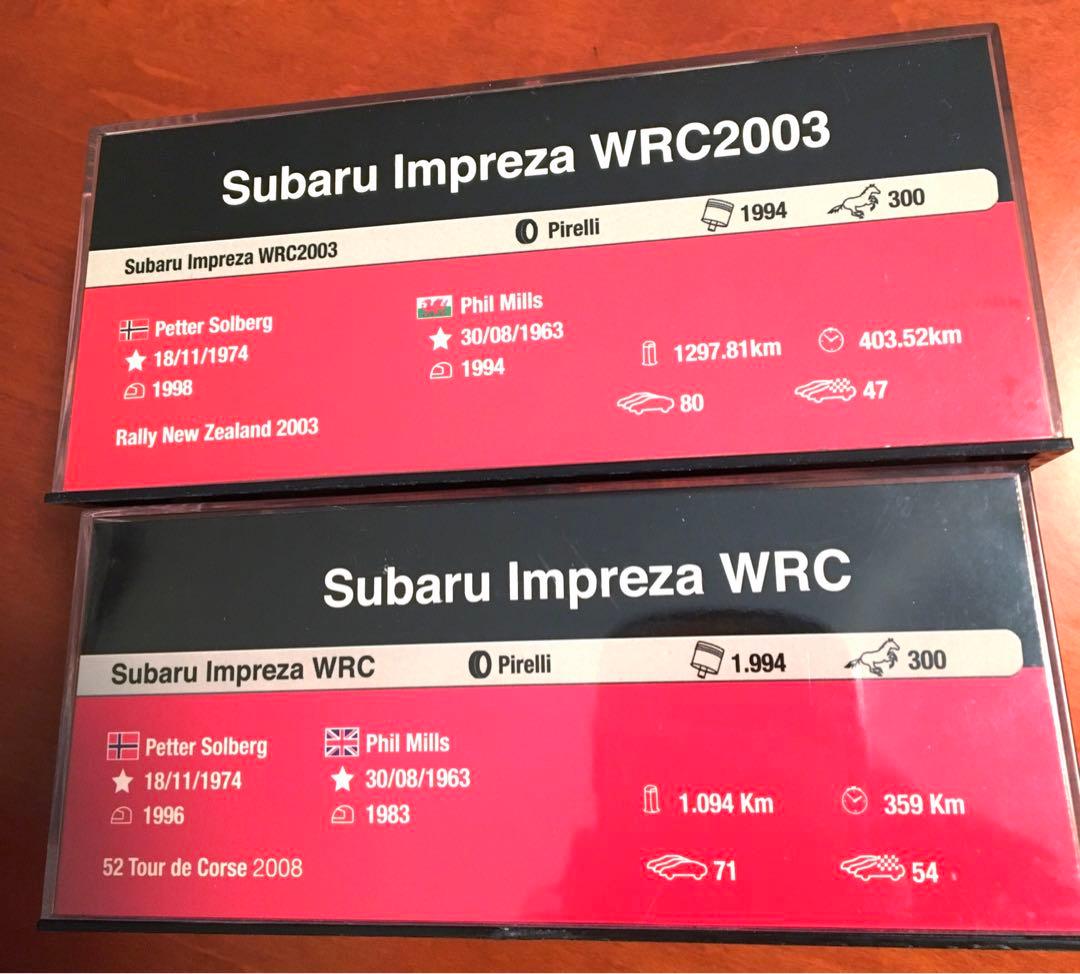 Subaru Impreza WRC2003
Subaru Impreza WRC2003 Pirelli 1994 300
Petter Solberg Phil Mills
18/11/1974 30/08/1963 1297.81km 403.52km
1998 1994 80 47
Rally New Zealand 2003
Subaru Impreza WRC
Subaru Impreza WRC Pirelli 1.994 300
Petter Solberg Phil Mills
18/11/1974 30/08/1963 1.094 Km 359 Km
1996 1983
52 Tour de Corse 2008 71 54